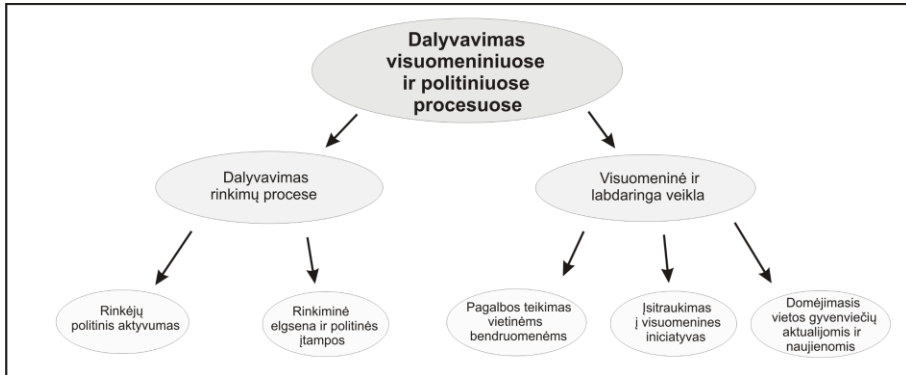 Dalyvavimas
visuomeniniuose
ir politiniuose
procesuose
Dalyvavimas
rinkimų procese
Visuomeninė ir
labdaringa veikla
Rinkėjų
politinis aktyvumas
Rinkiminė
elgsena ir politinės
įtampos
Pagalbos teikimas
vietinėms
bendruomenėms
Įsitraukimas
į visuomenines
iniciatyvas
Domėjimasis
vietos gyvenviečių
aktualijomis ir
naujienomis